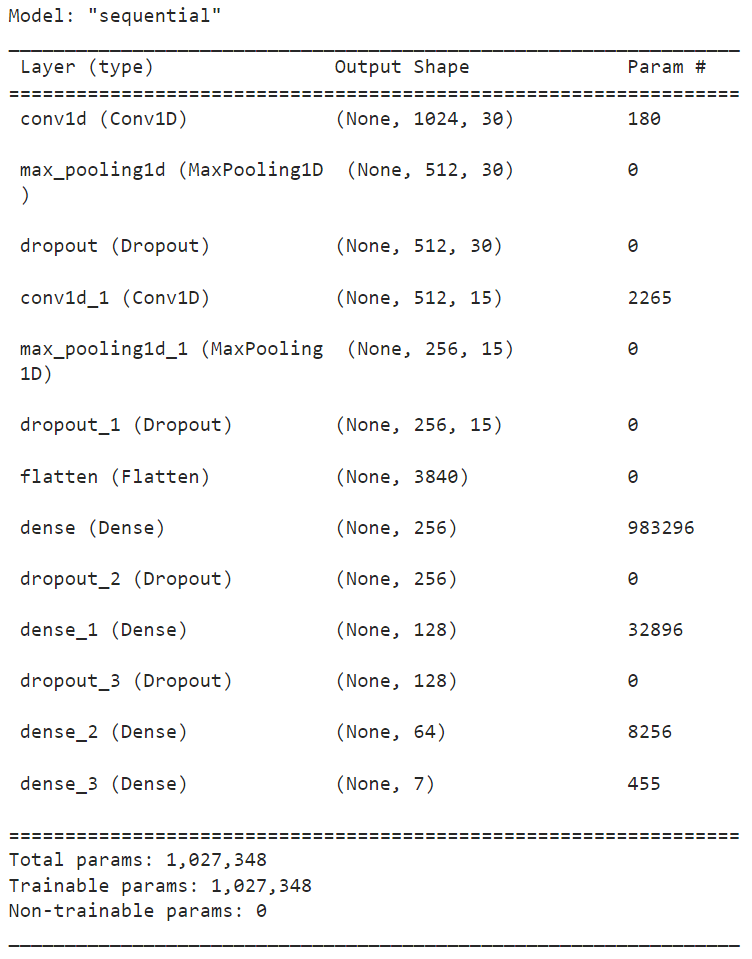 Model: "sequential"
_________________________________________________________________
Layer (type) Output Shape Param #
=================================================================
conv1d (Conv1D) (None, 1024, 30) 180
max_pooling1d (MaxPooling1D (None, 512, 30) 0
)
dropout (Dropout) (None, 512, 30) 0
conv1d_1 (Conv1D) (None, 512, 15) 2265
max_pooling1d_1 (MaxPooling (None, 256, 15) 0
1D)
dropout_1 (Dropout) (None, 256, 15) 0
flatten (Flatten) (None, 3840) 0
dense (Dense) (None, 256) 983296
dropout_2 (Dropout) (None, 256) 0
dense_1 (Dense) (None, 128) 32896
dropout_3 (Dropout) (None, 128) 0
dense_2 (Dense) (None, 64) 8256
dense_3 (Dense) (None, 7) 455
=================================================================
Total params: 1,027,348
Trainable params: 1,027,348
Non-trainable params: 0
_________________________________________________________________